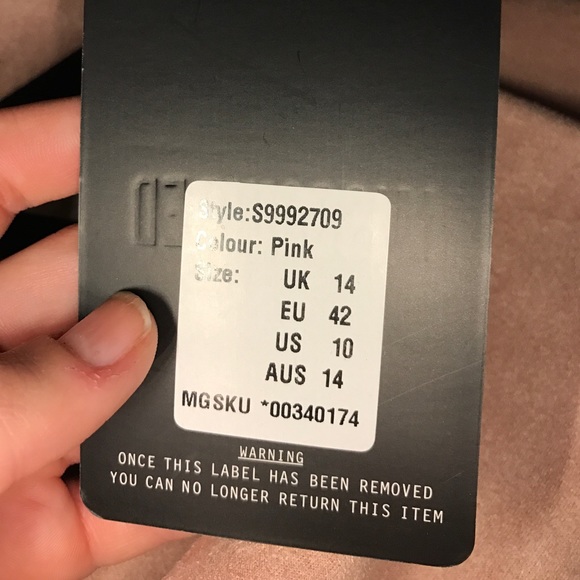 Style:S9992709
Colour: Pink
Size: UK 14
EU 42
US 10
AUS 14
MGSKU *00340174
WARNING
ONCE THIS LABEL HAS BEEN REMOVED
YOU CAN NO LONGER RETURN THIS ITEM